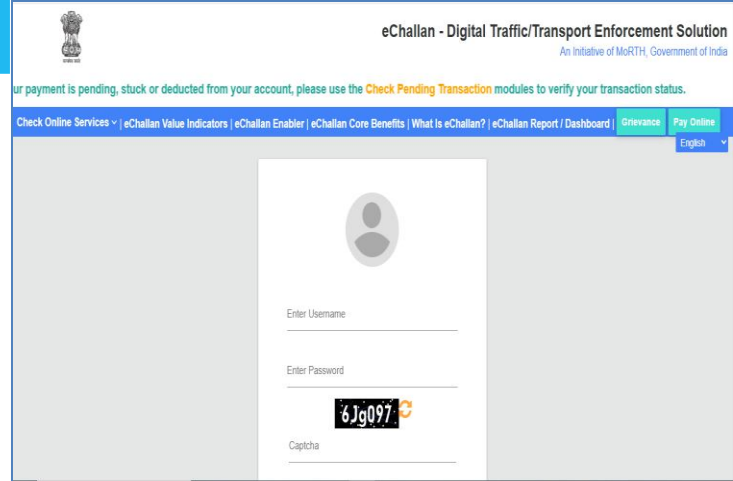 eChallan - Digital Traffic/Transport Enforcement Solution
An Initiative of MoRTH, Government of India
ur payment is pending, stuck or deducted from your account, please use the Check Pending Transaction modules to verify your transaction status.
Check Online Services | eChallan Value Indicators | eChallan Enabler | eChallan Core Benefits | What Is eChallan? | eChallan Report / Dashboard | Grievance Pay Online
English
Enter Username
Enter Password
6Jg097
Captcha